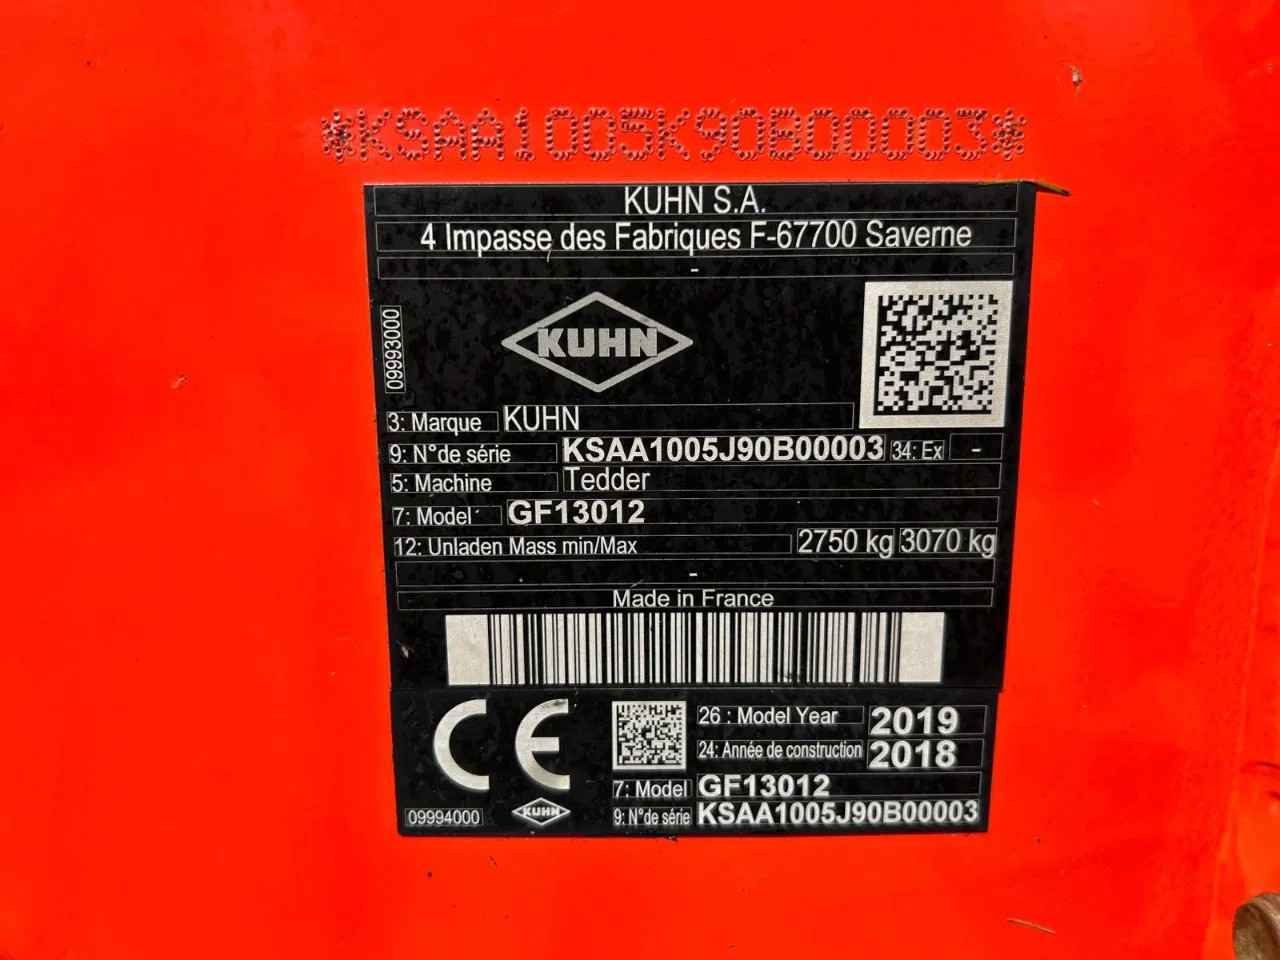 *KSAA1005K90B00003*
KUHN S.A.
4 Impasse des Fabriques F-67700 Saverne
-
09993000
KUHN
3: Marque KUHN
9: N°de série KSAA1005J90B00003 34: Ex -
5: Machine Tedder
7: Model GF13012
12: Unladen Mass min/Max 2750 kg 3070 kg
-
Made in France
CE
26 : Model Year 2019
24: Année de construction 2018
7: Model GF13012
09994000
KUHN
9: N°de série KSAA1005J90B00003